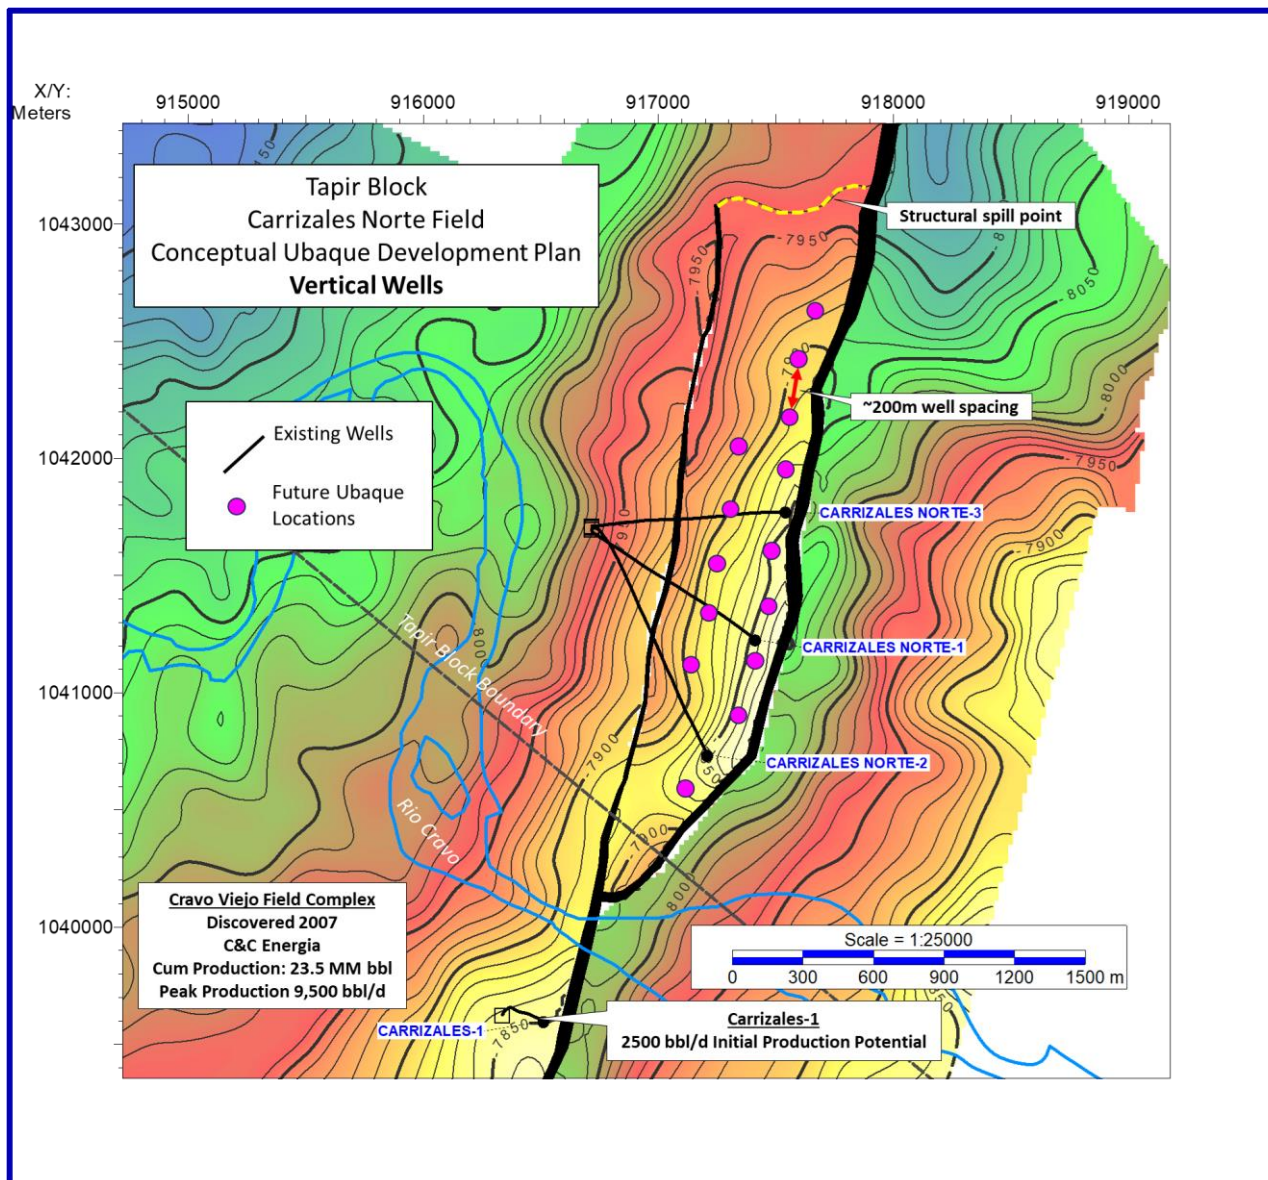 X/Y:
Meters
915000 916000 917000 918000 919000
1043000
1042000
1041000
1040000
Tapir Block
Carrizales Norte Field
Conceptual Ubaque Development Plan
Vertical Wells
Structural spill point
~200m well spacing
Existing Wells
Future Ubaque
Locations
CARRIZALES NORTE-3
CARRIZALES NORTE-1
CARRIZALES NORTE-2
CARRIZALES-1
Tapir Block Boundary
Rio Cravo
-7950
-7950
-8050
-8000
-7950
-7900
8000
-7900
-7900
8000
-7850
Cravo Viejo Field Complex
Discovered 2007
C&C Energia
Cum Production: 23.5 MM bbl
Peak Production 9,500 bbl/d
Scale = 1:25000
0 300 600 900 1200 1500 m
Carrizales-1
2500 bbl/d Initial Production Potential